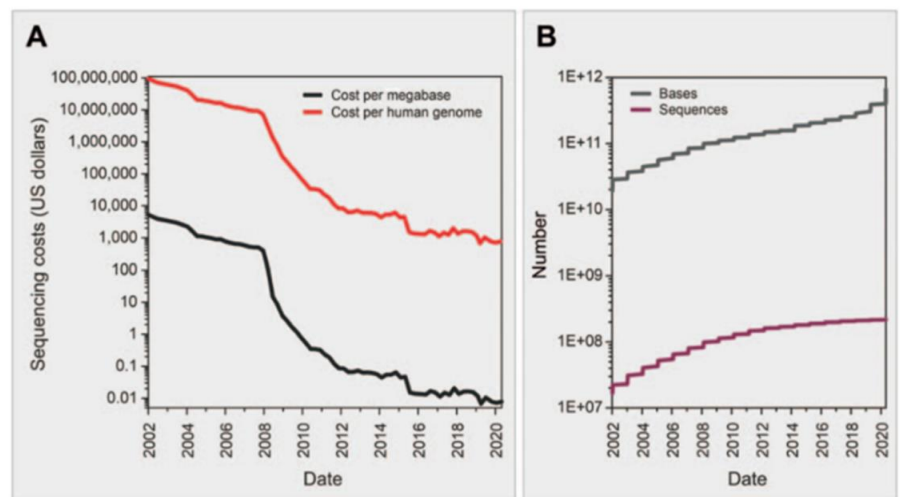 A
Sequencing costs (US dollars)
100,000,000
10,000,000
1,000,000
100,000
10,000
1,000
100
10
1
0.1
0.01
Cost per megabase
Cost per human genome
2002 2004 2006 2008 2010 2012 2014 2016 2018 2020
Date
B
Number
1E+12
1E+11
1E+10
1E+09
1E+08
1E+07
Bases
Sequences
2002 2004 2006 2008 2010 2012 2014 2016 2018 2020
Date